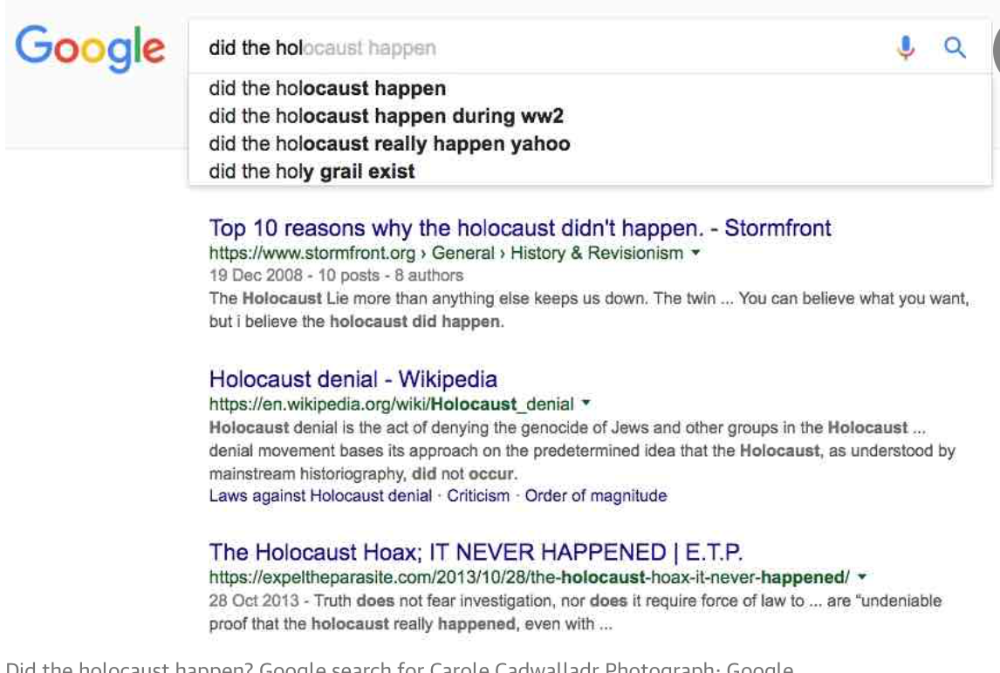 Google
did the holocaust happen
did the holocaust happen
did the holocaust happen during ww2
did the holocaust really happen yahoo
did the holy grail exist
Top 10 reasons why the holocaust didn't happen. - Stormfront
https://www.stormfront.org › General › History & Revisionism
19 Dec 2008 - 10 posts - 8 authors
The Holocaust Lie more than anything else keeps us down. The twin ... You can believe what you want,
but i believe the holocaust did happen.
Holocaust denial - Wikipedia
https://en.wikipedia.org/wiki/Holocaust_denial
Holocaust denial is the act of denying the genocide of Jews and other groups in the Holocaust ...
denial movement bases its approach on the predetermined idea that the Holocaust, as understood by
mainstream historiography, did not occur.
Laws against Holocaust denial · Criticism · Order of magnitude
The Holocaust Hoax; IT NEVER HAPPENED | E.T.P.
https://expeltheparasite.com/2013/10/28/the-holocaust-hoax-it-never-happened/
28 Oct 2013 - Truth does not fear investigation, nor does it require force of law to ... are “undeniable
proof that the holocaust really happened, even with ...
Did the holocaust happen? Google search for Carole Cadwalladr Photograph: Google